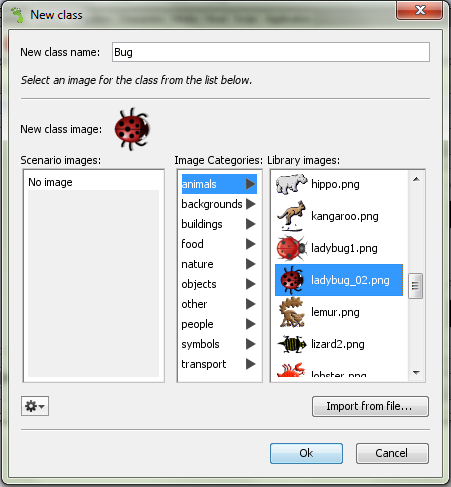 New class
New class name: Bug
Select an image for the class from the list below.
New class image:
Scenario images:
No image
Image Categories:
animals
backgrounds
buildings
food
nature
objects
other
people
symbols
transport
Library images:
hippo.png
kangaroo.png
ladybug1.png
ladybug_02.png
lemur.png
lizard2.png
lobster.png
Import from file...
Ok
Cancel